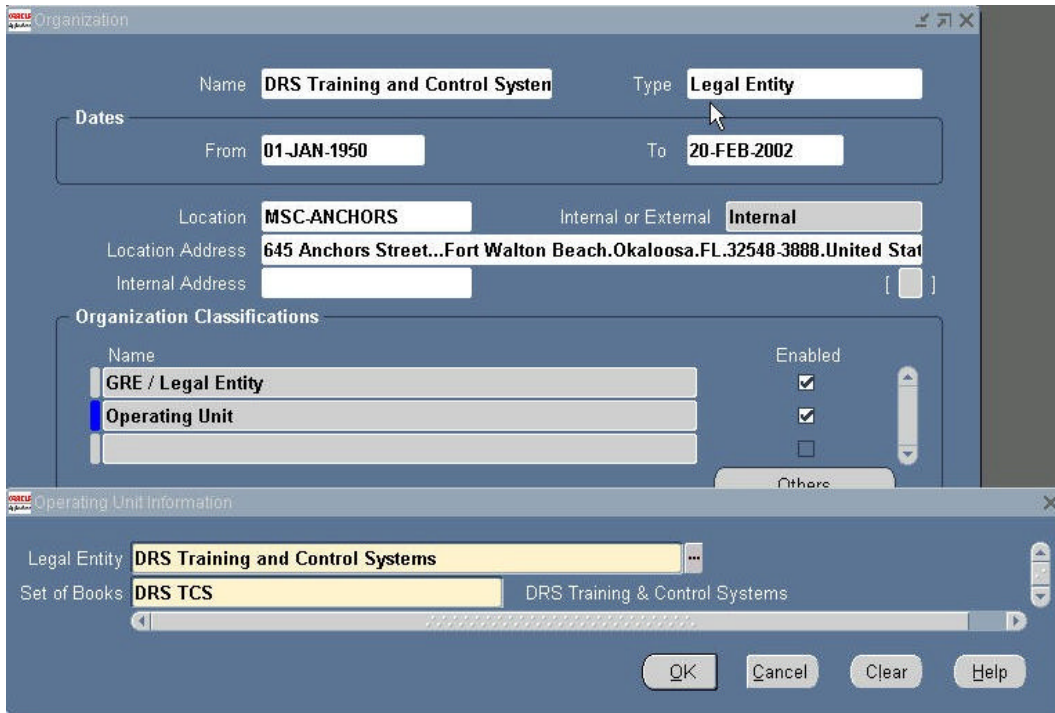 ORACLE Organization
Name DRS Training and Control System Type Legal Entity
Dates
From 01-JAN-1950 To 20-FEB-2002
Location MSC-ANCHORS Internal or External Internal
Location Address 645 Anchors Street...Fort Walton Beach.Okaloosa.FL.32548-3888.United Stat
Internal Address [ ]
Organization Classifications
Name Enabled
GRE / Legal Entity
Operating Unit
Others
ORACLE Operating Unit Information
Legal Entity DRS Training and Control Systems ...
Set of Books DRS TCS DRS Training & Control Systems
OK Cancel Clear Help